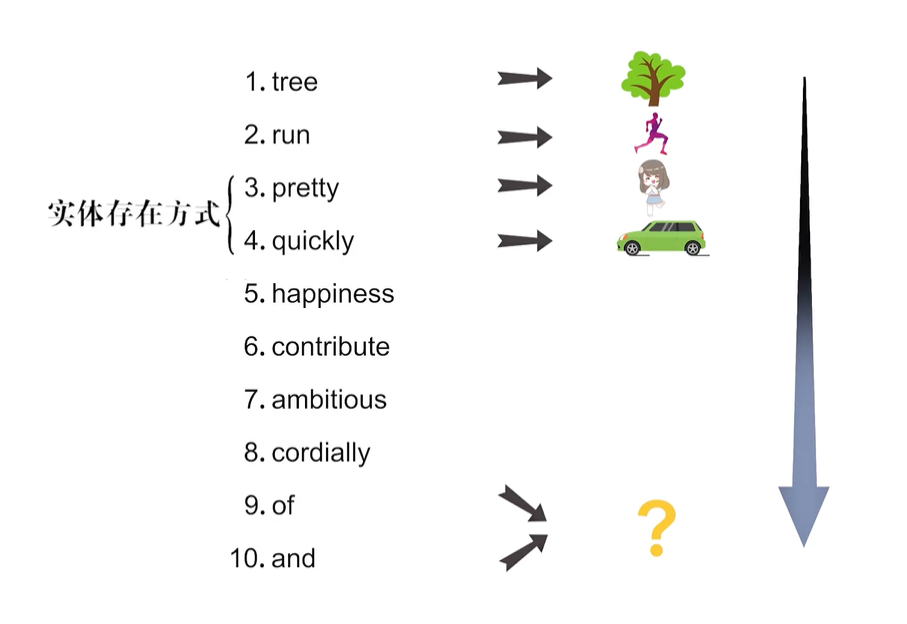 1. tree
2. run
3. pretty
实体存在方式
4. quickly
5. happiness
6. contribute
7. ambitious
8. cordially
9. of
10. and
?